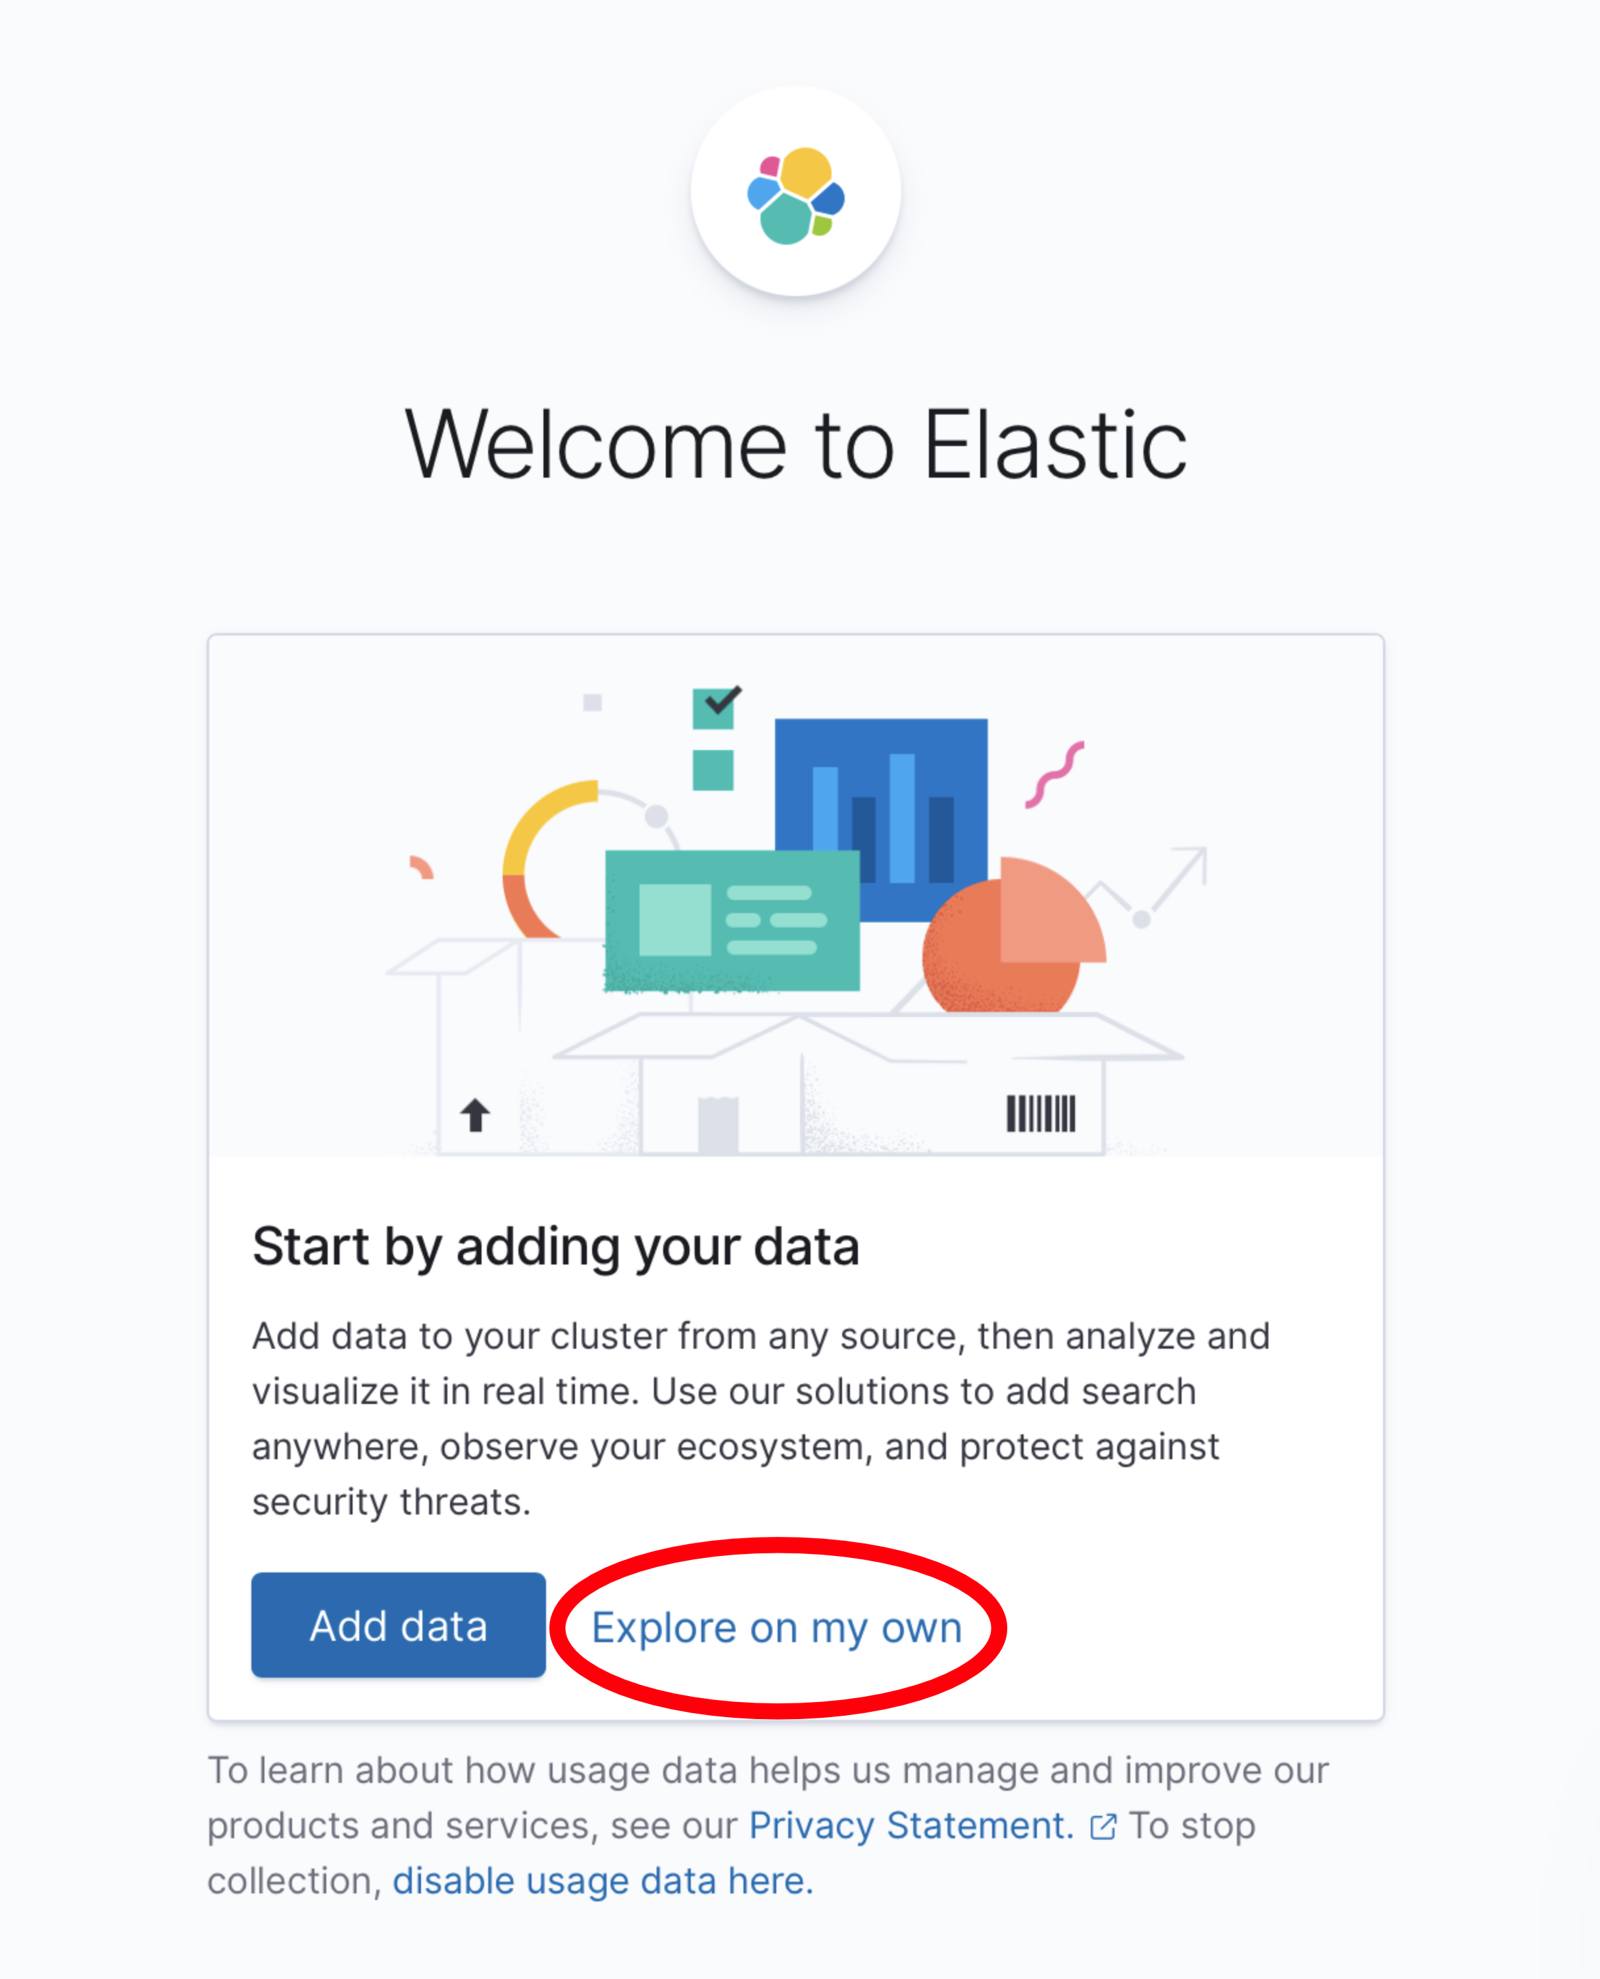 Welcome to Elastic
Start by adding your data
Add data to your cluster from any source, then analyze and
visualize it in real time. Use our solutions to add search
anywhere, observe your ecosystem, and protect against
security threats.
Add data
Explore on my own
To learn about how usage data helps us manage and improve our
products and services, see our Privacy Statement. To stop
collection, disable usage data here.